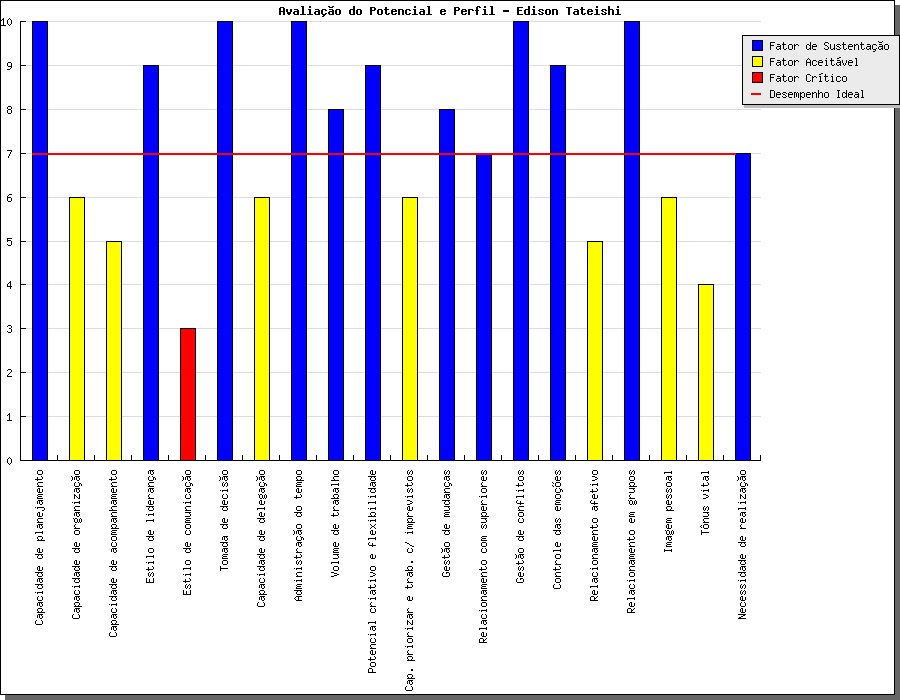 Avaliação do Potencial e Perfil - Edison Tateishi
Fator de Sustentação
Fator Aceitável
Fator Crítico
Desempenho Ideal
10
9
8
7
6
5
4
3
2
1
0
Capacidade de planejamento
Capacidade de organização
Capacidade de acompanhamento
Estilo de liderança
Estilo de comunicação
Tomada de decisão
Capacidade de delegação
Administração do tempo
Volume de trabalho
Potencial criativo e flexibilidade
Cap. priorizar e trab. c/ imprevistos
Gestão de mudanças
Relacionamento com superiores
Gestão de conflitos
Controle das emoções
Relacionamento afetivo
Relacionamento em grupos
Imagem pessoal
Tônus vital
Necessidade de realização